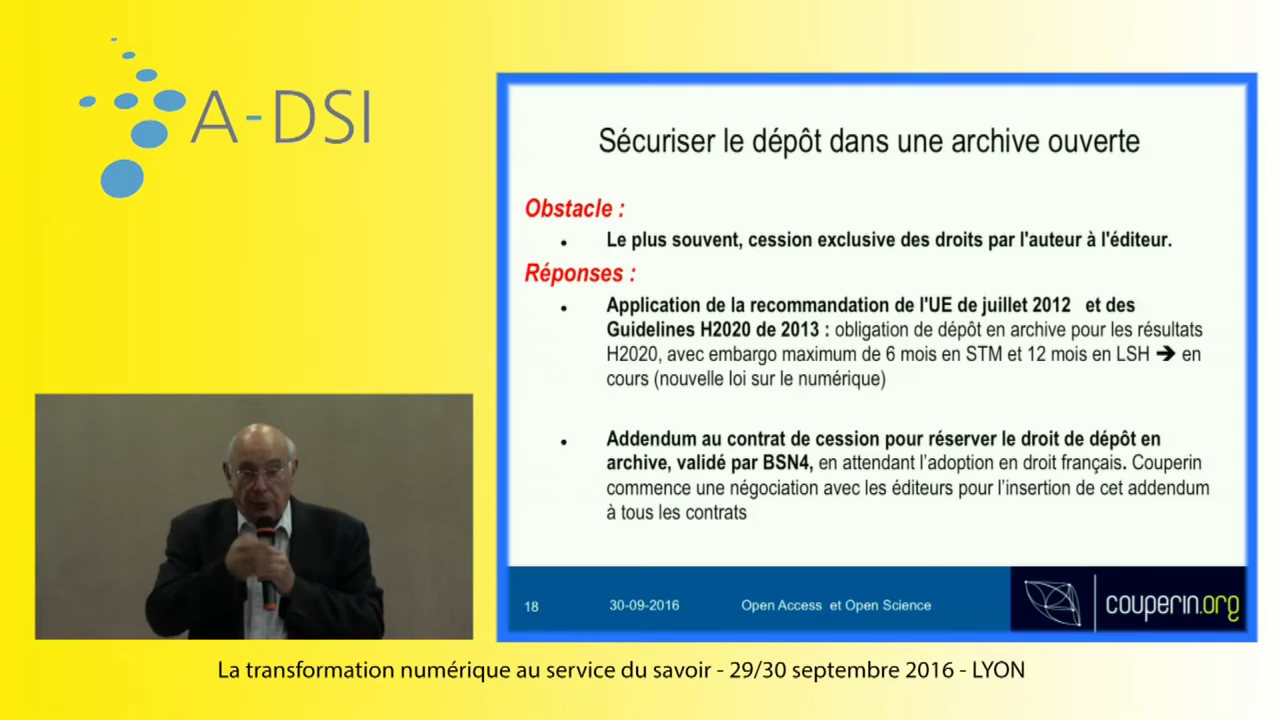 A-DSI
Sécuriser le dépôt dans une archive ouverte
Obstacle :
• Le plus souvent, cession exclusive des droits par l'auteur à l'éditeur.
Réponses :
• Application de la recommandation de l'UE de juillet 2012 et des
Guidelines H2020 de 2013 : obligation de dépôt en archive pour les résultats
H2020, avec embargo maximum de 6 mois en STM et 12 mois en LSH ➔ en
cours (nouvelle loi sur le numérique)
• Addendum au contrat de cession pour réserver le droit de dépôt en
archive, validé par BSN4, en attendant l’adoption en droit français. Couperin
commence une négociation avec les éditeurs pour l’insertion de cet addendum
à tous les contrats
18 30-09-2016 Open Access et Open Science couperin.org
La transformation numérique au service du savoir - 29/30 septembre 2016 - LYON